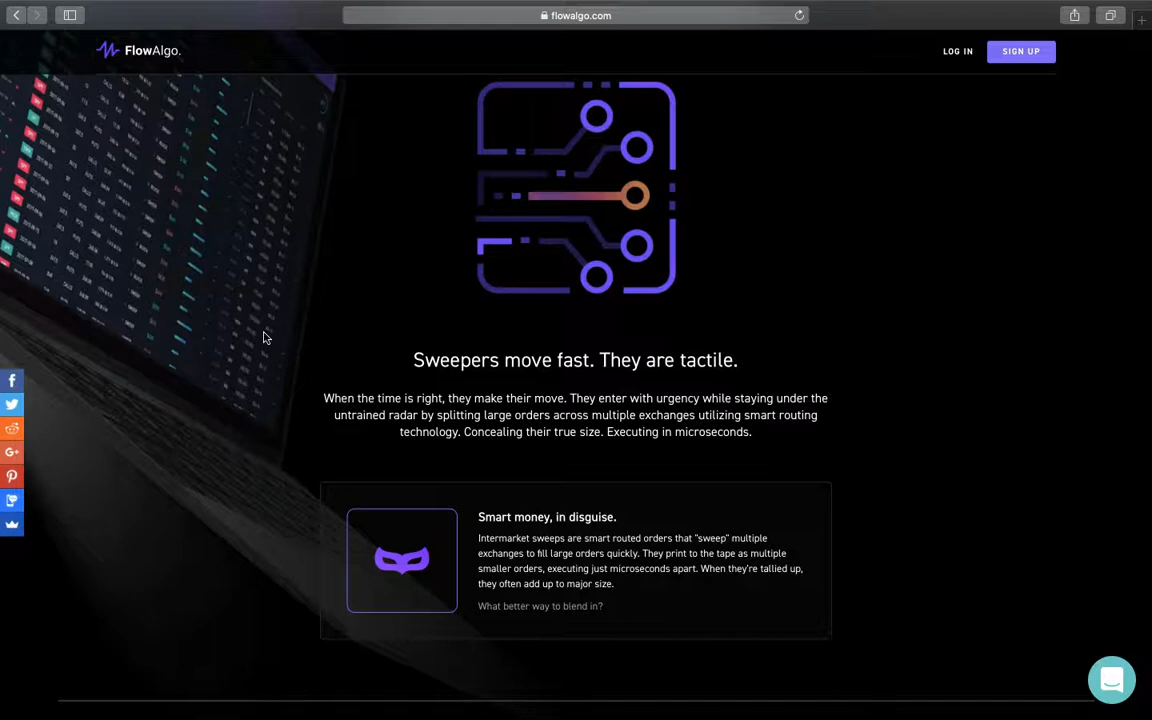 flowalgo.com
FlowAlgo.
LOG IN
SIGN UP
Sweepers move fast. They are tactile.
When the time is right, they make their move. They enter with urgency while staying under the
untrained radar by splitting large orders across multiple exchanges utilizing smart routing
technology. Concealing their true size. Executing in microseconds.
Smart money, in disguise.
Intermarket sweeps are smart routed orders that "sweep" multiple
exchanges to fill large orders quickly. They print to the tape as multiple
smaller orders, executing just microseconds apart. When they're tallied up,
they often add up to major size.
What better way to blend in?